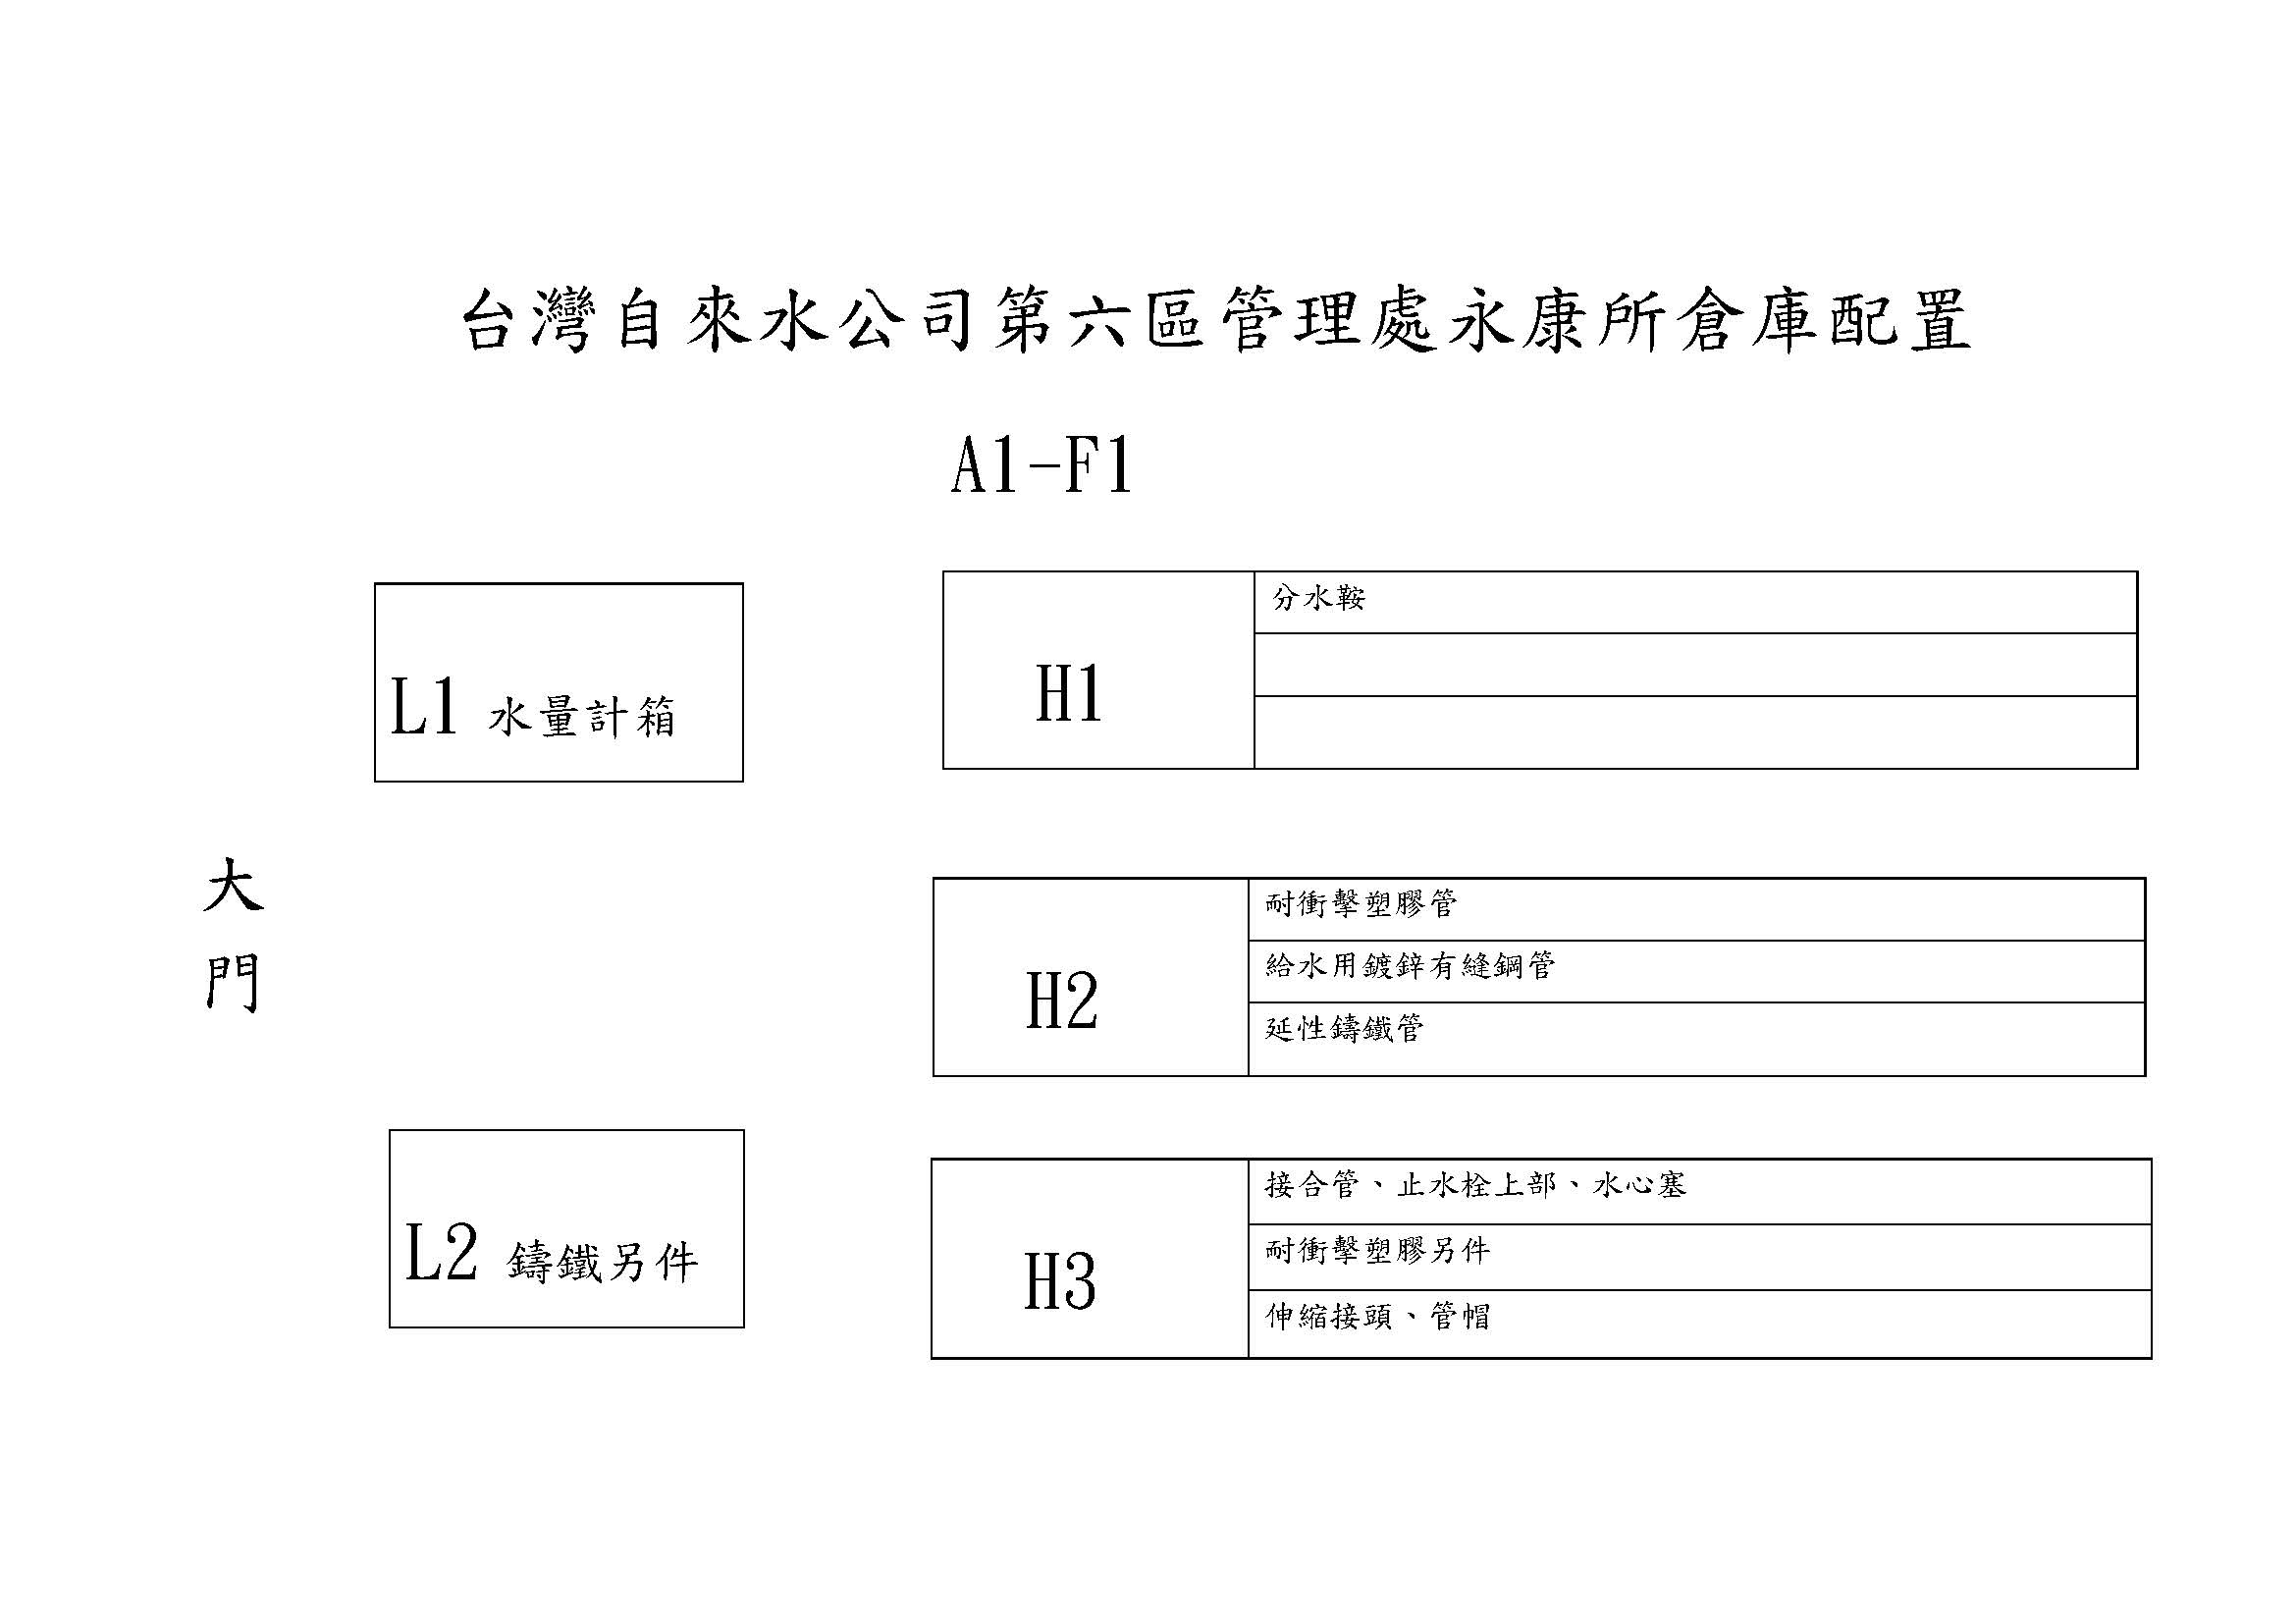 台灣自來水公司第六區管理處永康所倉庫配置
A1-F1
L1 水量計箱
H1
分水鞍
大
門
H2
耐衝擊塑膠管
給水用鍍鋅有縫鋼管
延性鑄鐵管
L2 鑄鐵另件
H3
接合管、止水栓上部、水心塞
耐衝擊塑膠另件
伸縮接頭、管帽